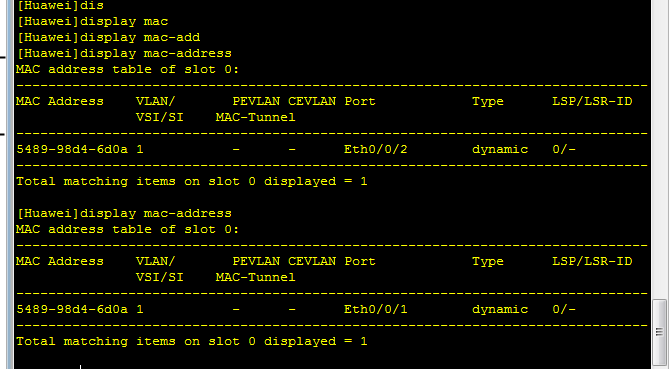 [Huawei]dis
[Huawei]display mac
[Huawei]display mac-add
[Huawei]display mac-address
MAC address table of slot 0:
-------------------------------------------------------------------------------
MAC Address    VLAN/       PEVLAN CEVLAN Port            Type      LSP/LSR-ID
               VSI/SI    MAC-Tunnel
-------------------------------------------------------------------------------
5489-98d4-6d0a 1           -      -      Eth0/0/2        dynamic   0/-
-------------------------------------------------------------------------------
Total matching items on slot 0 displayed = 1
[Huawei]display mac-address
MAC address table of slot 0:
-------------------------------------------------------------------------------
MAC Address    VLAN/       PEVLAN CEVLAN Port            Type      LSP/LSR-ID
               VSI/SI    MAC-Tunnel
-------------------------------------------------------------------------------
5489-98d4-6d0a 1           -      -      Eth0/0/1        dynamic   0/-
-------------------------------------------------------------------------------
Total matching items on slot 0 displayed = 1